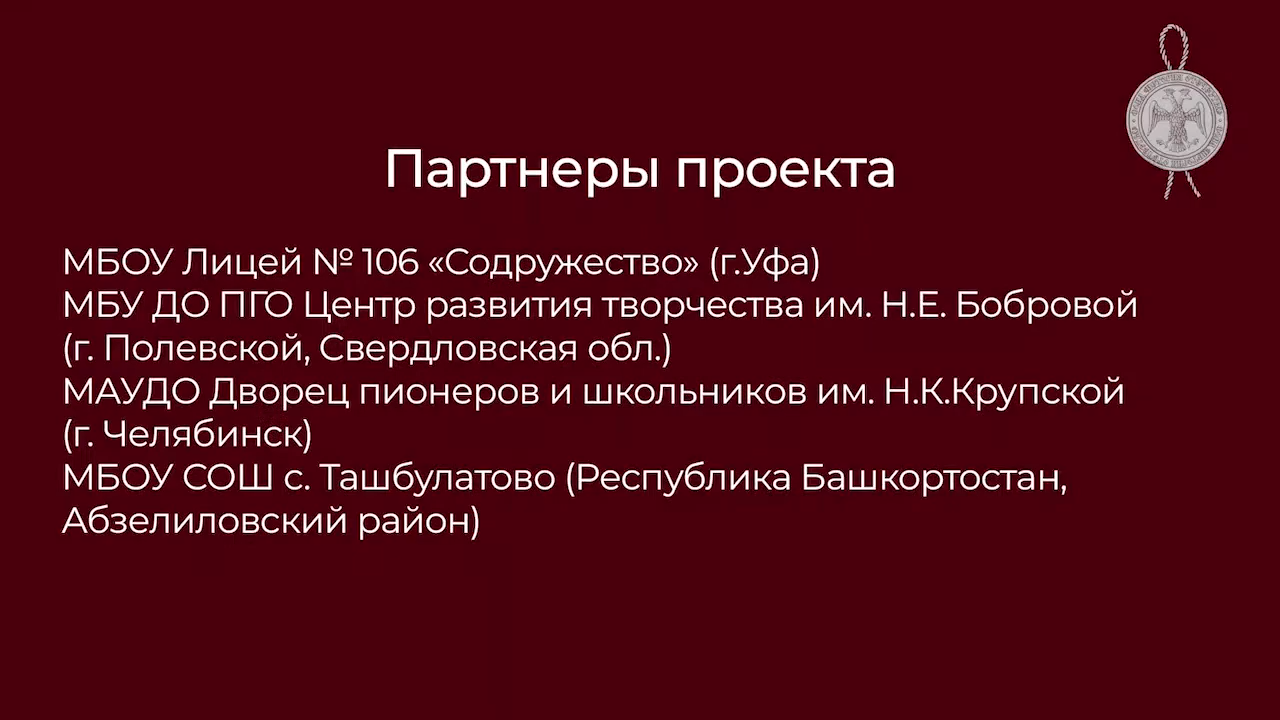 Партнеры проекта
МБОУ Лицей № 106 «Содружество» (г.Уфа)
МБУ ДО ПГО Центр развития творчества им. Н.Е. Бобровой
(г. Полевской, Свердловская обл.)
МАУДО Дворец пионеров и школьников им. Н.К.Крупской
(г. Челябинск)
МБОУ СОШ с. Ташбулатово (Республика Башкортостан,
Абзелиловский район)